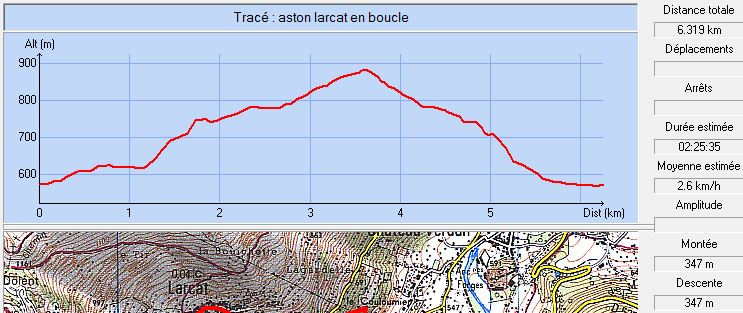 Tracé : aston larcat en boucle
Alt (m)
900
800
700
600
0 1 2 3 4 5 Dist (km)
Distance totale
6.319 km
Déplacements
Arrêts
Durée estimée
02:25:35
Moyenne estimée
2.6 km/h
Amplitude
Montée
347 m
Descente
347 m
Larcat
Forges